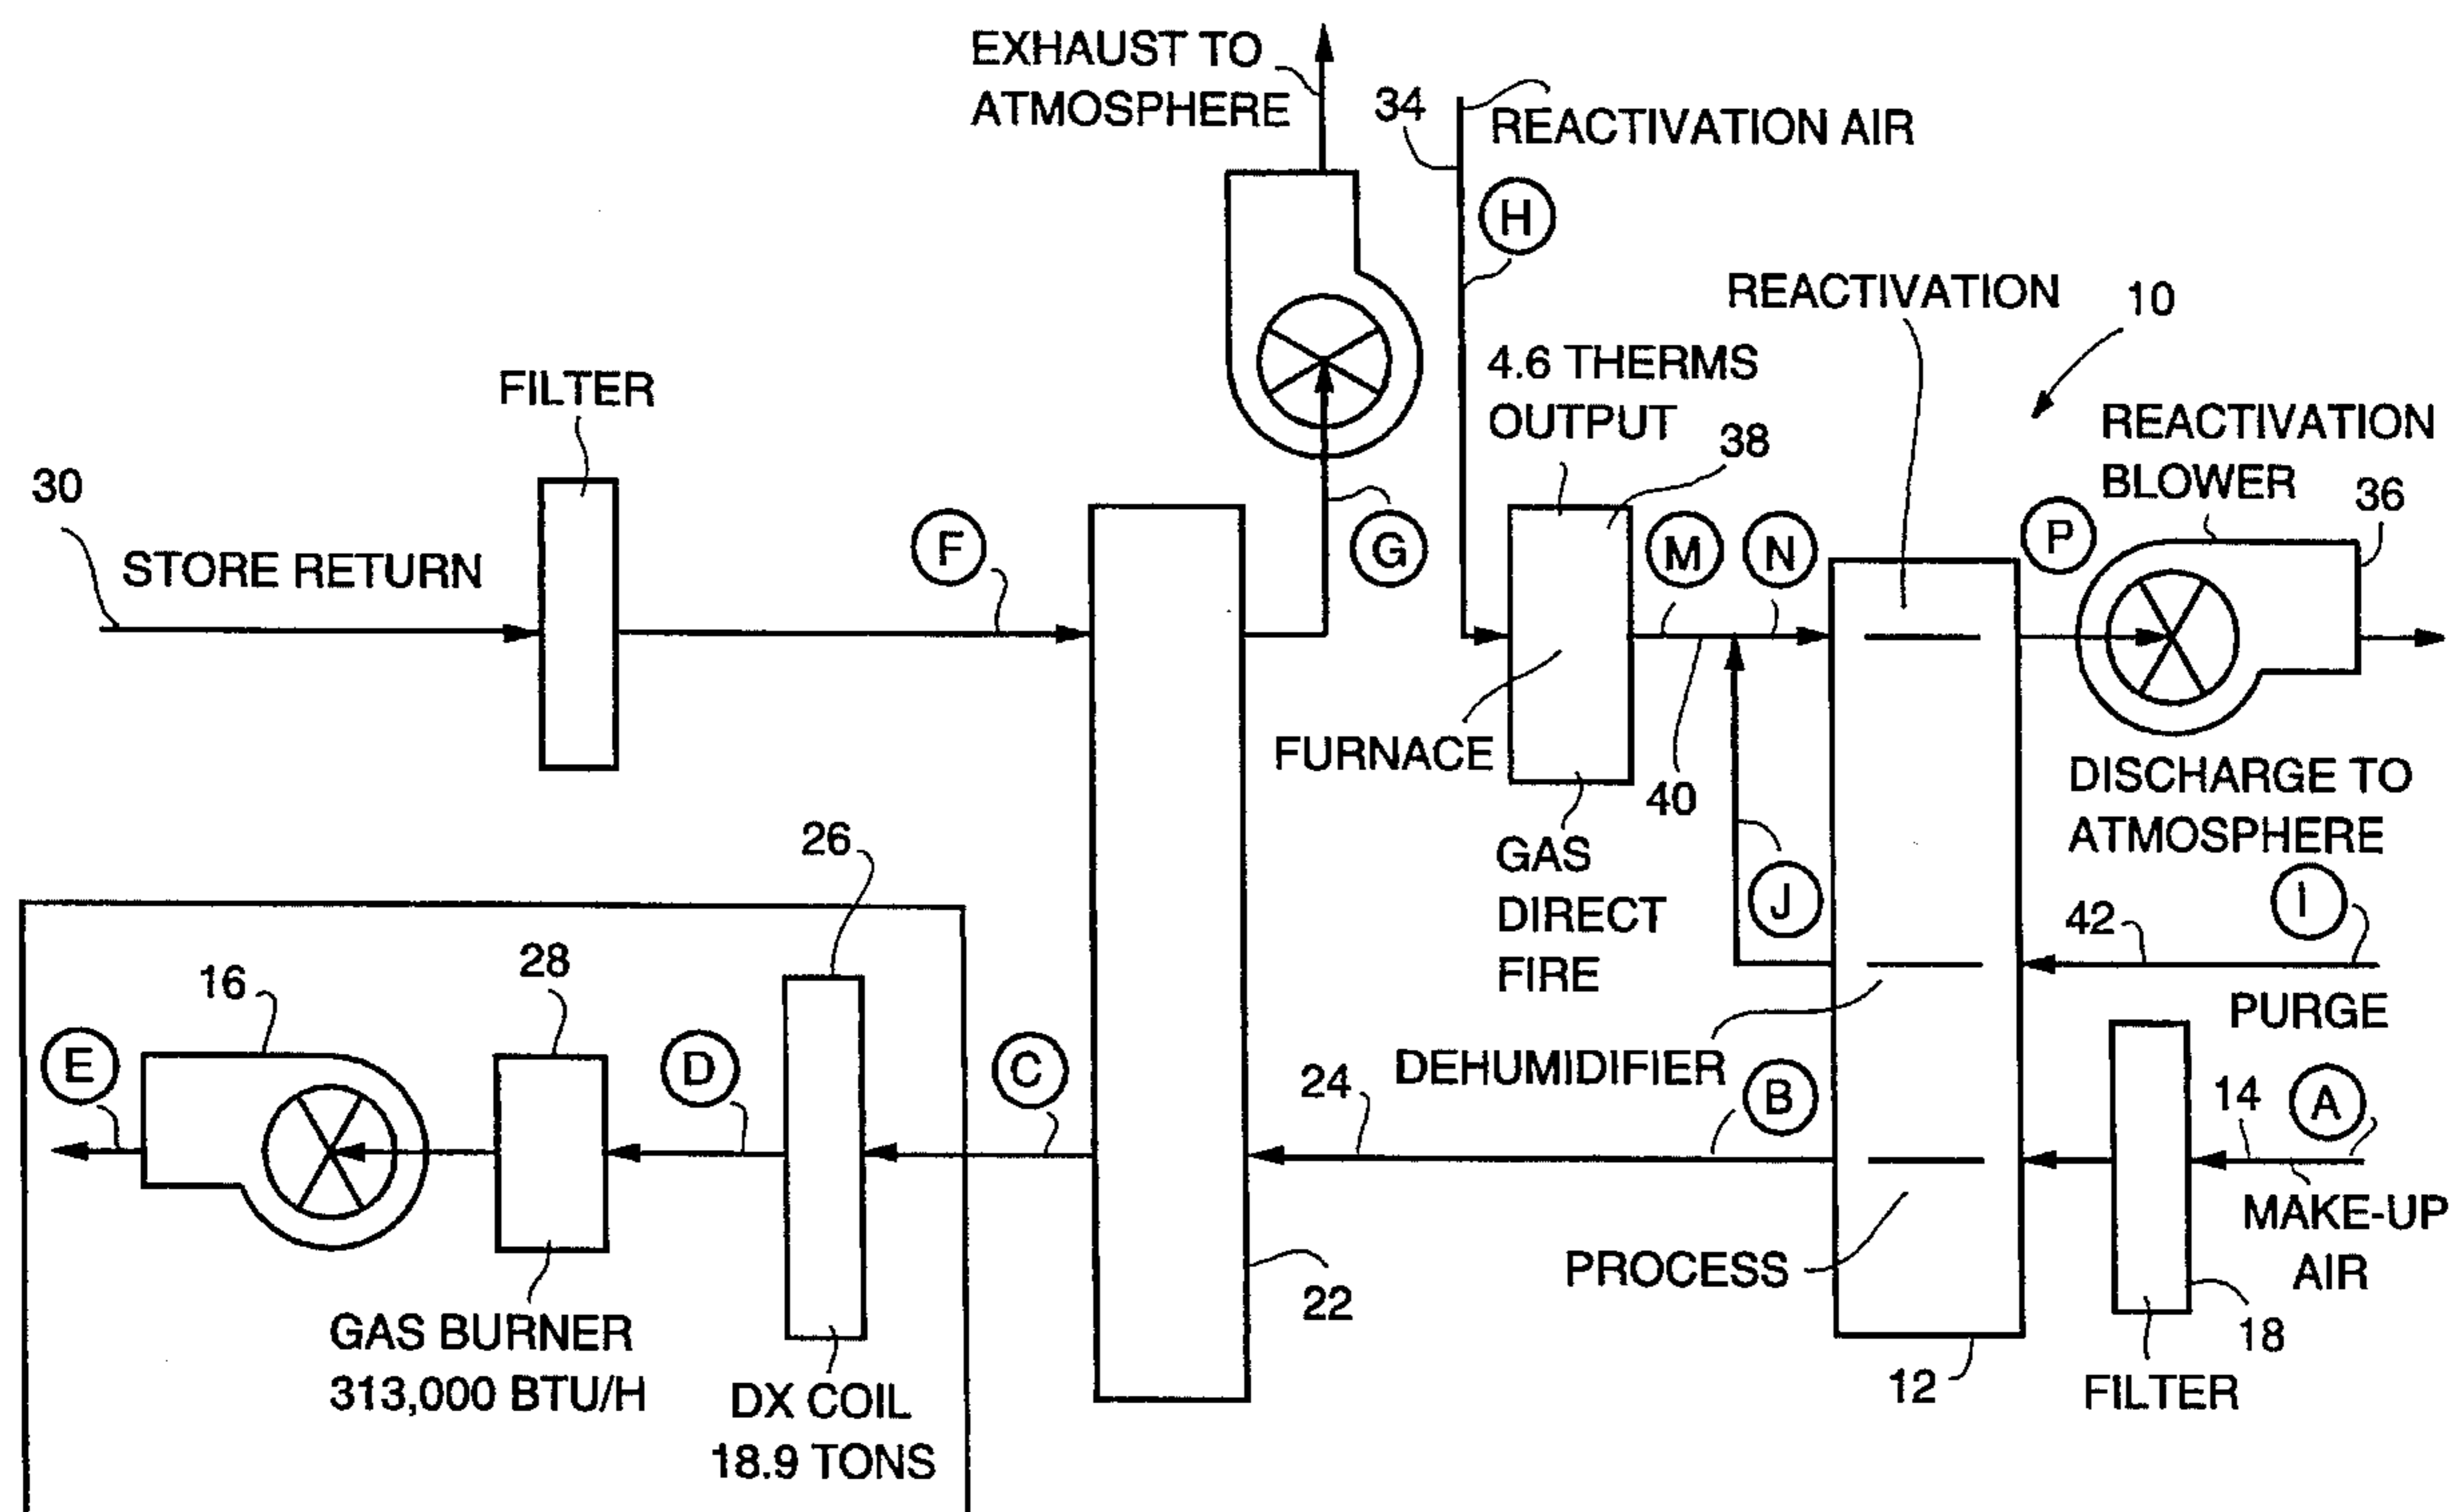 EXHAUST TO
ATMOSPHERE
34
REACTIVATION AIR
H
REACTIVATION
10
4.6 THERMS
OUTPUT
38
REACTIVATION
BLOWER
36
FILTER
30
STORE RETURN
F
G
M
N
P
FURNACE
40
DISCHARGE TO
ATMOSPHERE
GAS
DIRECT
FIRE
J
I
42
PURGE
26
16
28
E
D
C
24
DEHUMIDIFIER
B
14
A
MAKE-UP
AIR
PROCESS
22
18
12
FILTER
GAS BURNER
313,000 BTU/H
DX COIL
18.9 TONS